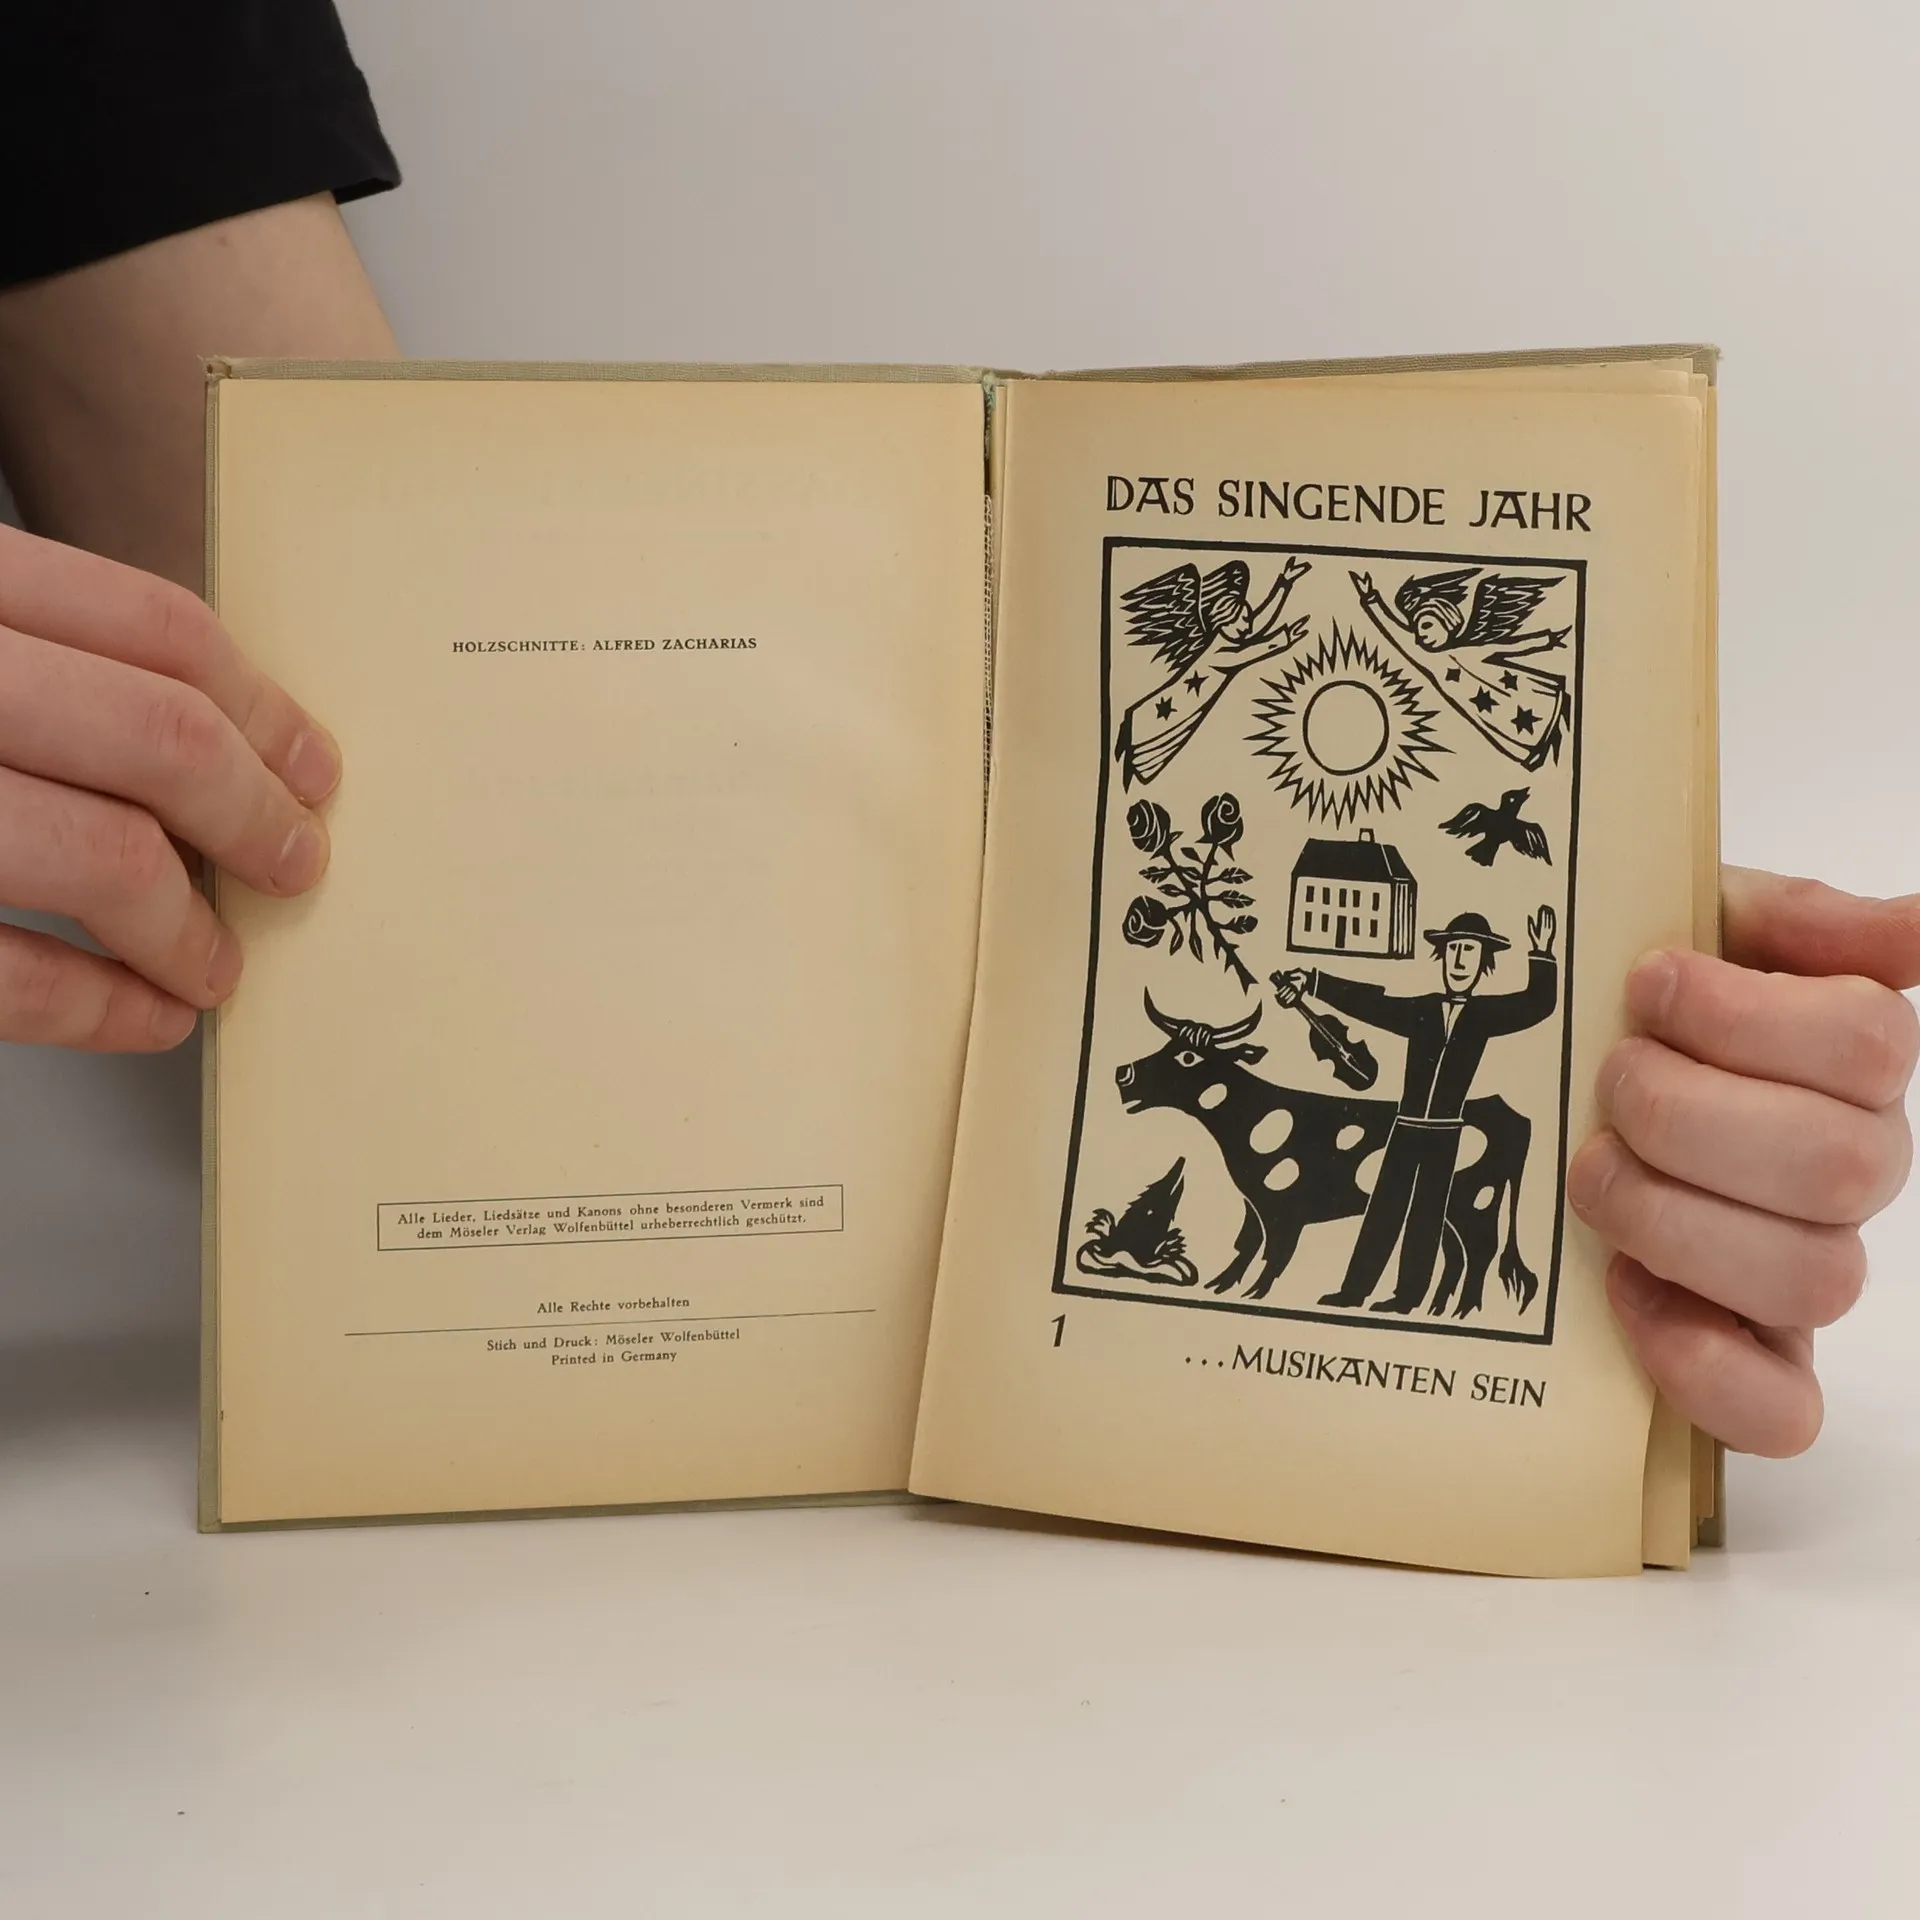 HOLZSCHNITTE: ALFRED ZACHARIAS
Alle Lieder, Liedsätze und Kanons ohne besonderen Vermerk sind
dem Möseler Verlag Wolfenbüttel urheberrechtlich geschützt.
Alle Rechte vorbehalten
Stich und Druck: Möseler Wolfenbüttel
Printed in Germany
DAS SINGENDE JAHR
1
...MUSIKANTEN SEIN